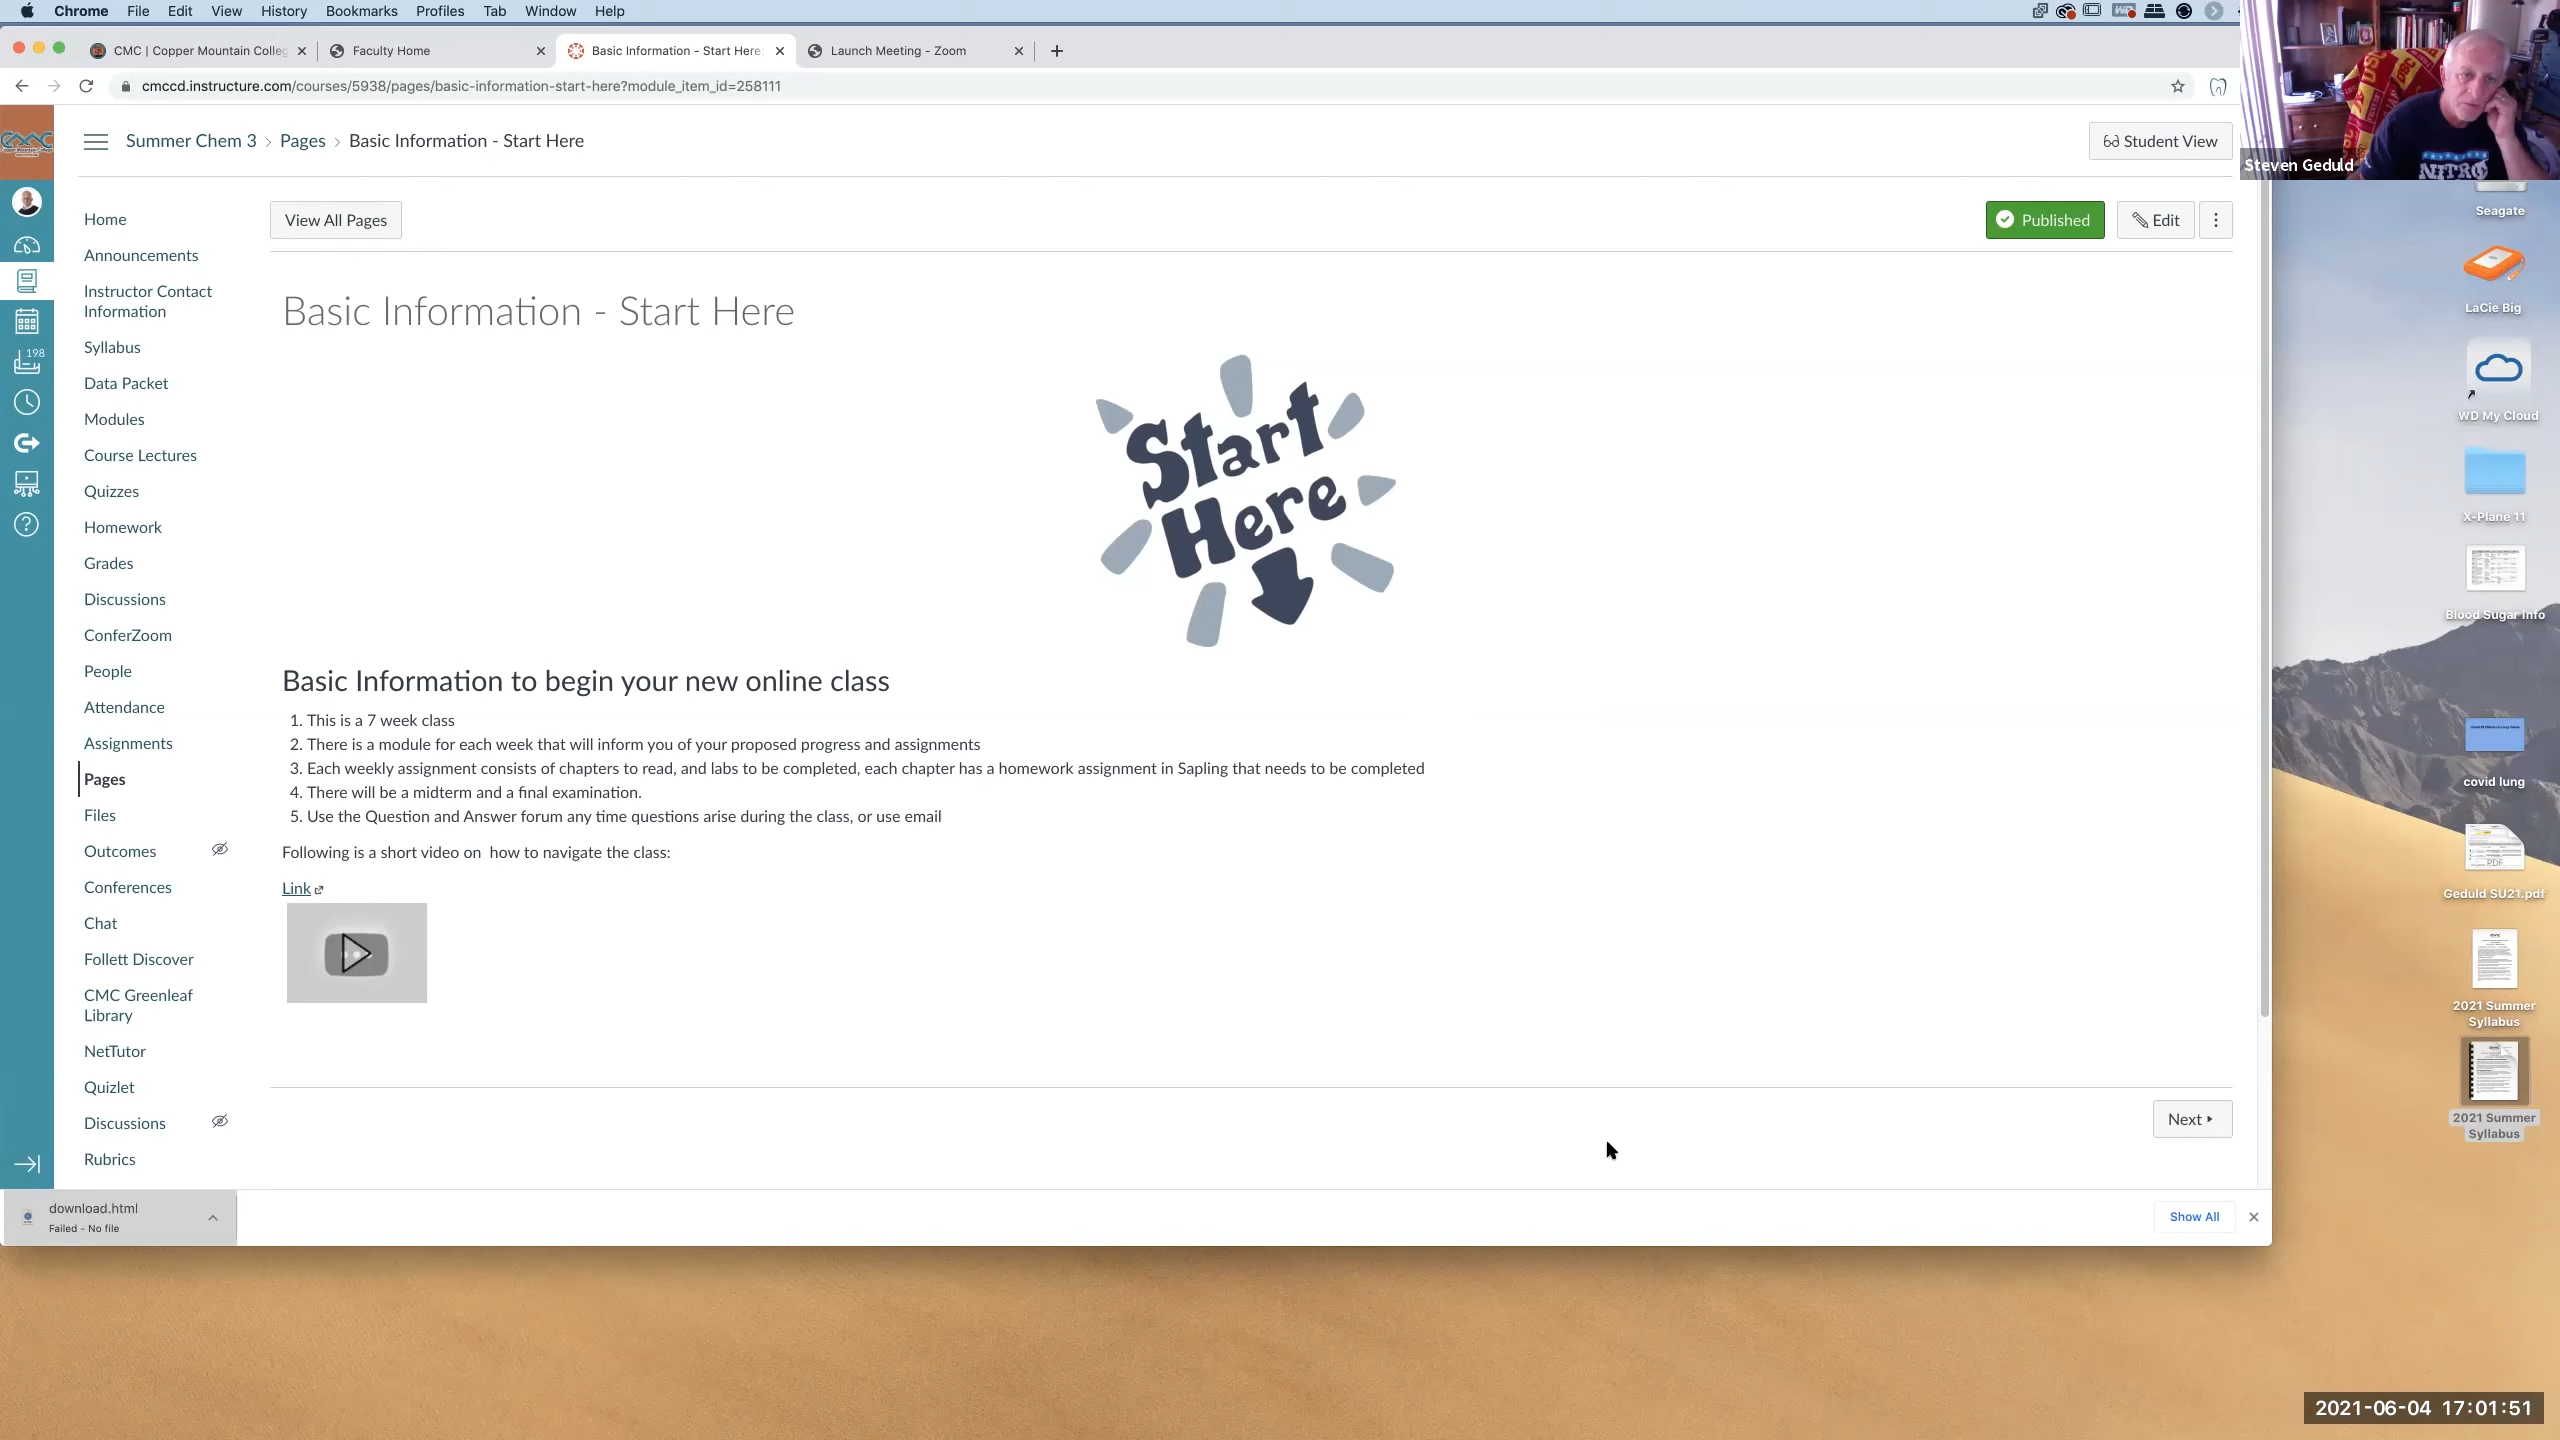 Chrome File Edit View History Bookmarks Profiles Tab Window Help
CMC | Copper Mountain Colleg
Faculty Home
Basic Information - Start Here:
Launch Meeting - Zoom
cmccd.instructure.com/courses/5938/pages/basic-information-start-here?module_item_id=258111
Steven Geduld
NITRO
CMC
Summer Chem 3 › Pages › Basic Information - Start Here
Student View
View All Pages
Published
Edit
198
Home
Announcements
Instructor Contact
Information
Syllabus
Data Packet
Modules
Course Lectures
Quizzes
Homework
Grades
Discussions
ConferZoom
People
Attendance
Assignments
Pages
Files
Outcomes
Conferences
Chat
Follett Discover
CMC Greenleaf
Library
NetTutor
Quizlet
Discussions
Rubrics
Basic Information - Start Here
Start
Here
Basic Information to begin your new online class
1. This is a 7 week class
2. There is a module for each week that will inform you of your proposed progress and assignments
3. Each weekly assignment consists of chapters to read, and labs to be completed, each chapter has a homework assignment in Sapling that needs to be completed
4. There will be a midterm and a final examination.
5. Use the Question and Answer forum any time questions arise during the class, or use email
Following is a short video on  how to navigate the class:
Link
Next
download.html
Failed - No file
Show All
Seagate
LaCie Big
WD My Cloud
X-Plane 11
Blood Sugar Info
covid lung
PDF
Geduld SU21.pdf
2021 Summer
Syllabus
2021 Summer
Syllabus
2021-06-04 17:01:51